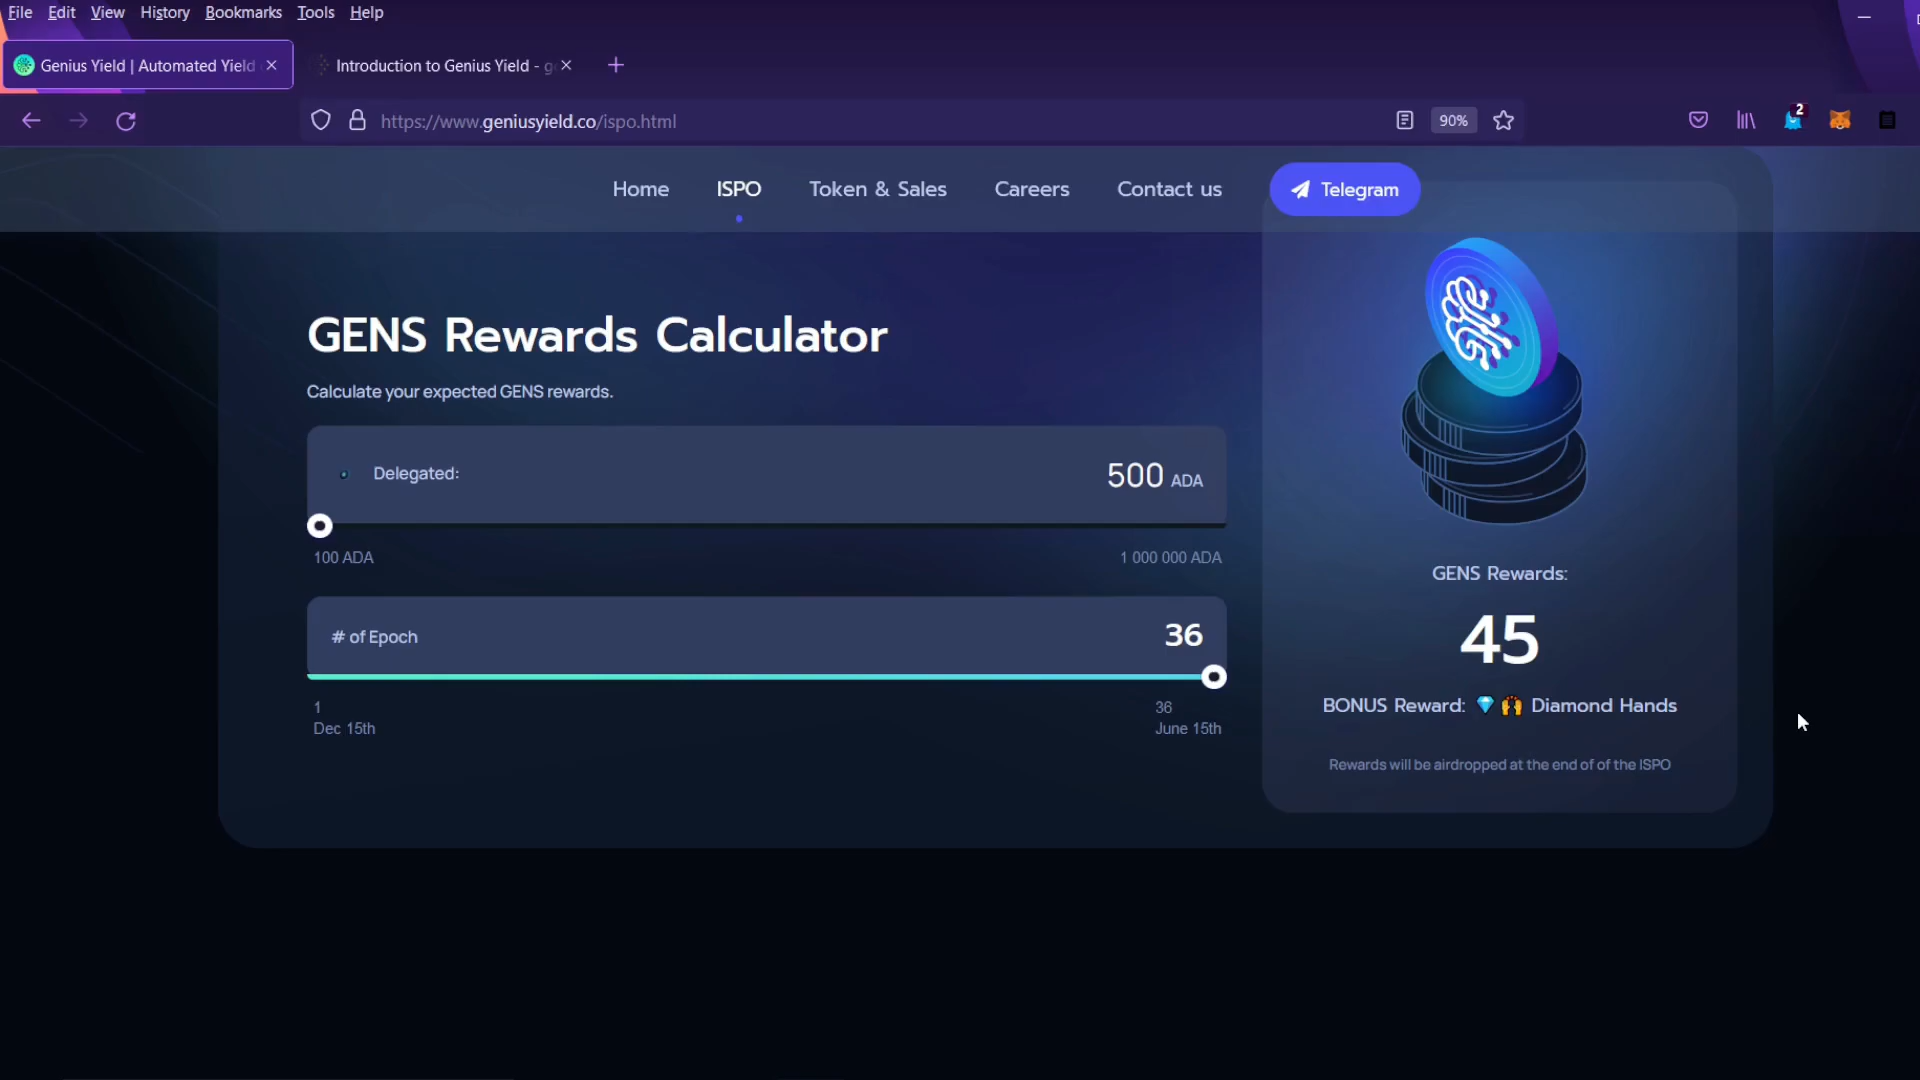 File Edit View History Bookmarks Tools Help
Genius Yield | Automated Yield
Introduction to Genius Yield - g
https://www.geniusyield.co/ispo.html
90%
2
Home ISPO Token & Sales Careers Contact us Telegram
GENS Rewards Calculator
Calculate your expected GENS rewards.
Delegated: 500 ADA
100 ADA 1 000 000 ADA
# of Epoch 36
1 36
Dec 15th June 15th
GENS Rewards:
45
BONUS Reward: 💎 🙌 Diamond Hands
Rewards will be airdropped at the end of of the ISPO